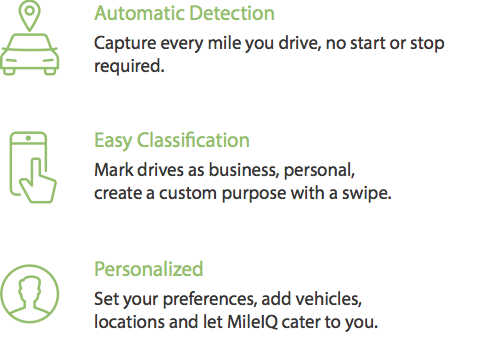 Automatic Detection
Capture every mile you drive, no start or stop
required.
Easy Classification
Mark drives as business, personal,
create a custom purpose with a swipe.
Personalized
Set your preferences, add vehicles,
locations and let MileIQ cater to you.